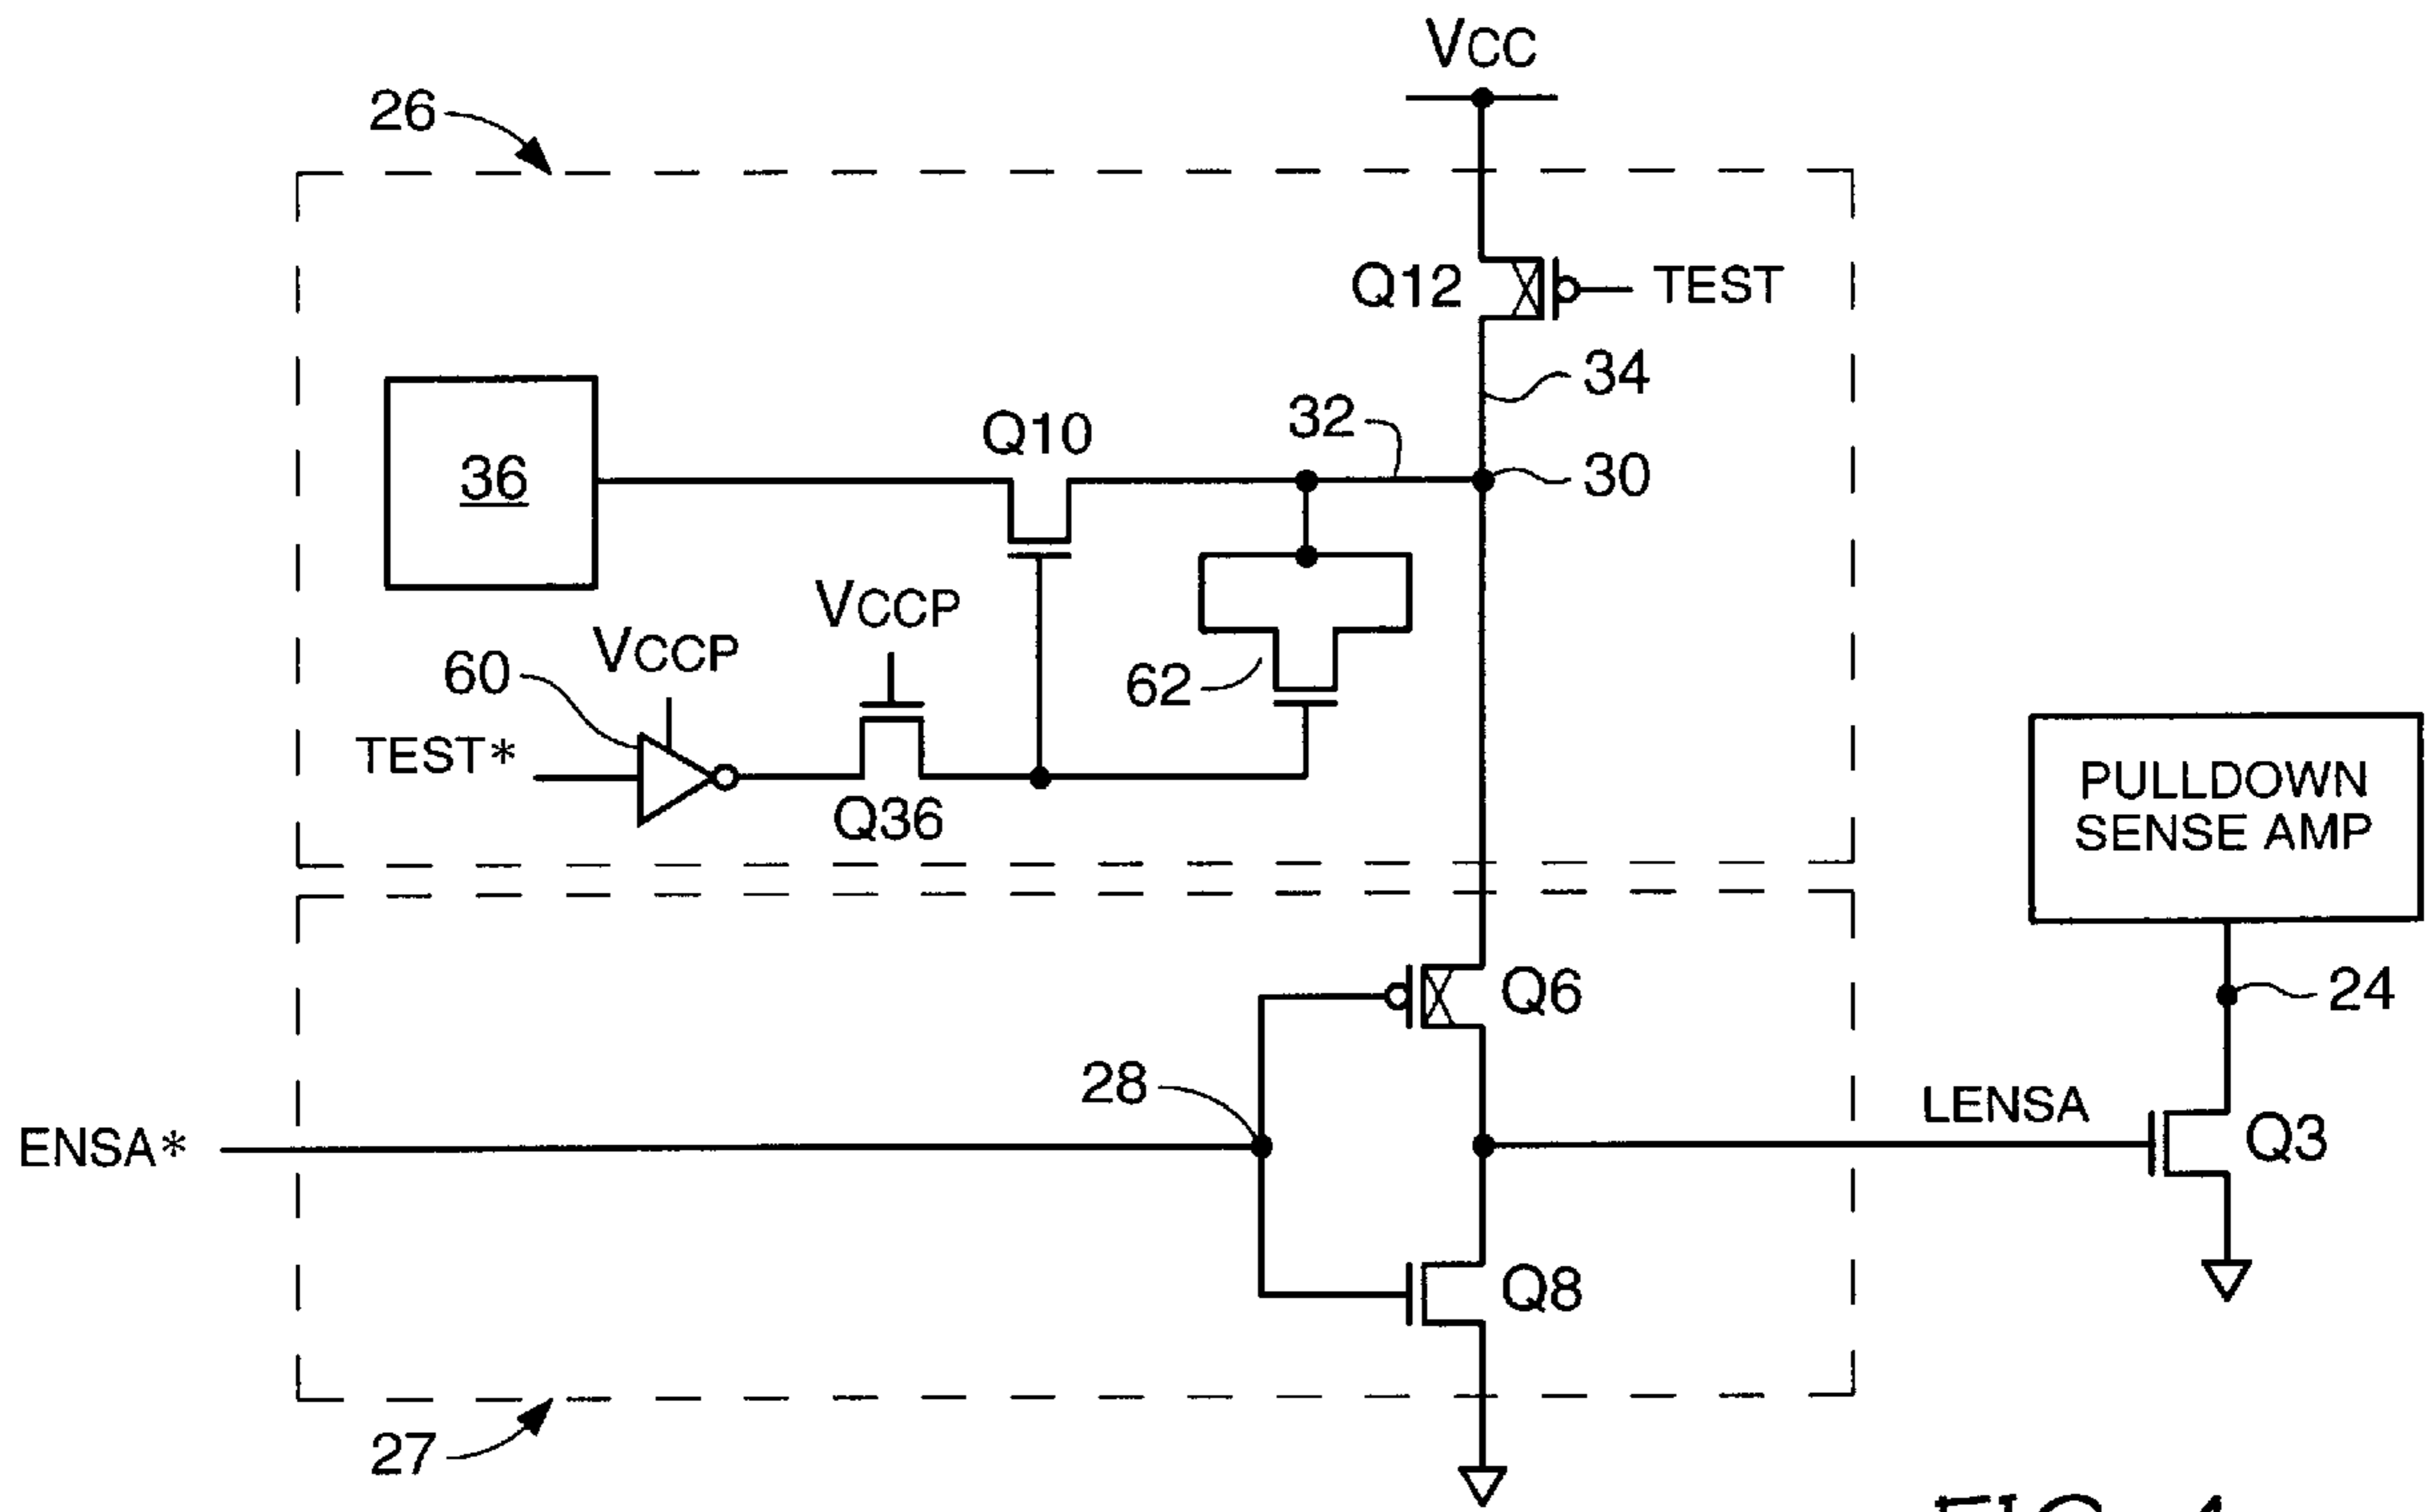 VCC
26
Q12
TEST
34
32
Q10
30
36
VCCP
VCCP
60
62
TEST*
Q36
PULLDOWN
SENSE AMP
Q6
24
28
LENSA
ENSA*
Q3
Q8
27